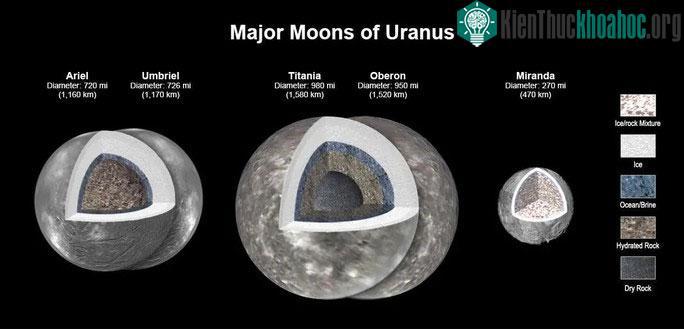 Major Moons of Uranus
KienThuckhoahoc.org
Ariel
Diameter: 720 mi
(1,160 km)
Umbriel
Diameter: 726 mi
(1,170 km)
Titania
Diameter: 980 mi
(1,580 km)
Oberon
Diameter: 950 mi
(1,520 km)
Miranda
Diameter: 270 mi
(470 km)
Ice/rock Mixture
Ice
Ocean/Brine
Hydrated Rock
Dry Rock